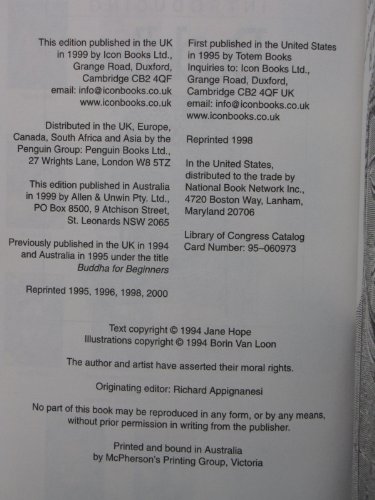 This edition published in the UK
in 1999 by Icon Books Ltd.,
Grange Road, Duxford,
Cambridge CB2 4QF
email: info@iconbooks.co.uk
www.iconbooks.co.uk
Distributed in the UK, Europe,
Canada, South Africa and Asia by the
Penguin Group: Penguin Books Ltd.,
27 Wrights Lane, London W8 5TZ
This edition published in Australia
in 1999 by Allen & Unwin Pty. Ltd.,
PO Box 8500, 9 Atchison Street,
St. Leonards NSW 2065
Previously published in the UK in 1994
and Australia in 1995 under the title
Buddha for Beginners
Reprinted 1995, 1996, 1998, 2000
First published in the United States
in 1995 by Totem Books
Inquiries to: Icon Books Ltd.,
Grange Road, Duxford,
Cambridge CB2 4QF UK
email: info@iconbooks.co.uk
www.iconbooks.co.uk
Reprinted 1998
In the United States,
distributed to the trade by
National Book Network Inc.,
4720 Boston Way, Lanham,
Maryland 20706
Library of Congress Catalog
Card Number: 95–060973
Text copyright © 1994 Jane Hope
Illustrations copyright © 1994 Borin Van Loon
The author and artist have asserted their moral rights.
Originating editor: Richard Appignanesi
No part of this book may be reproduced in any form, or by any means,
without prior permission in writing from the publisher.
Printed and bound in Australia
by McPherson's Printing Group, Victoria